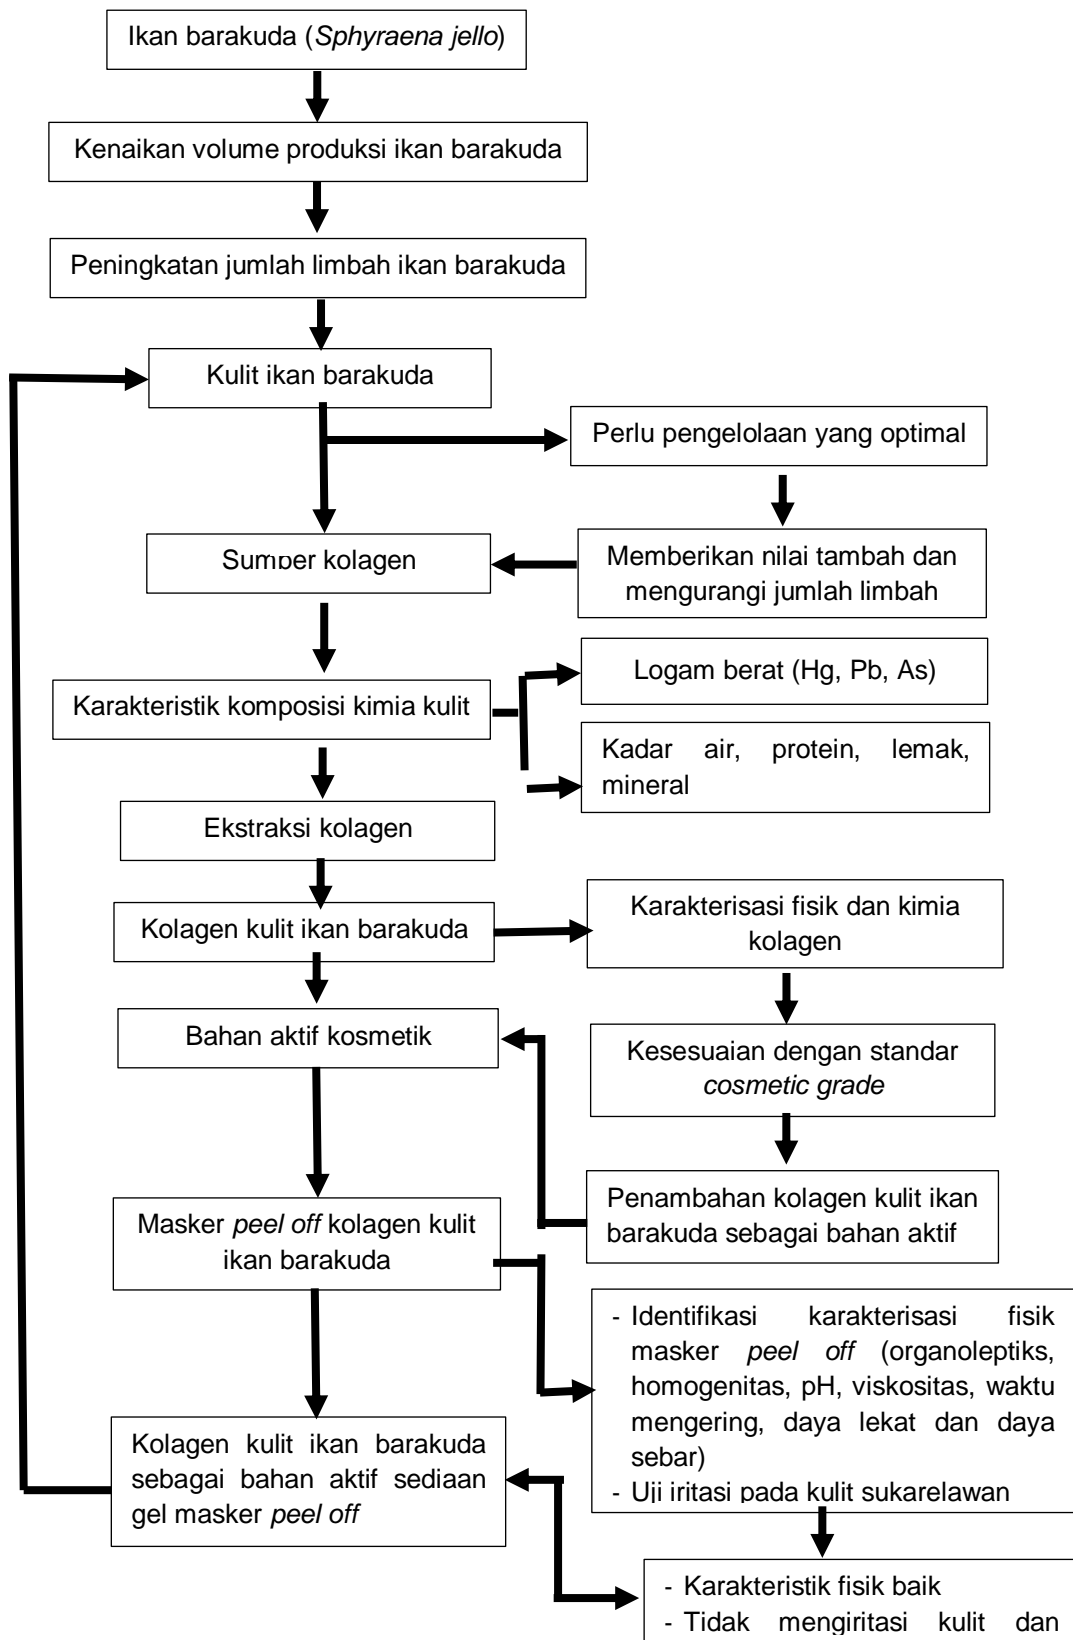 Ikan barakuda (Sphyraena jello)
Kenaikan volume produksi ikan barakuda
Peningkatan jumlah limbah ikan barakuda
Kulit ikan barakuda
Perlu pengelolaan yang optimal
Sumper kolagen
Memberikan nilai tambah dan
mengurangi jumlah limbah
Logam berat (Hg, Pb, As)
Karakteristik komposisi kimia kulit
Kadar air, protein, lemak,
mineral
Ekstraksi kolagen
Kolagen kulit ikan barakuda
Karakterisasi fisik dan kimia
kolagen
Bahan aktif kosmetik
Kesesuaian dengan standar
cosmetic grade
Penambahan kolagen kulit ikan
barakuda sebagai bahan aktif
Masker peel off kolagen kulit
ikan barakuda
- Identifikasi karakterisasi fisik
masker peel off (organoleptiks,
homogenitas, pH, viskositas, waktu
mengering, daya lekat dan daya
sebar)
- Uji iritasi pada kulit sukarelawan
Kolagen kulit ikan barakuda
sebagai bahan aktif sediaan
gel masker peel off
- Karakteristik fisik baik
- Tidak mengiritasi kulit dan